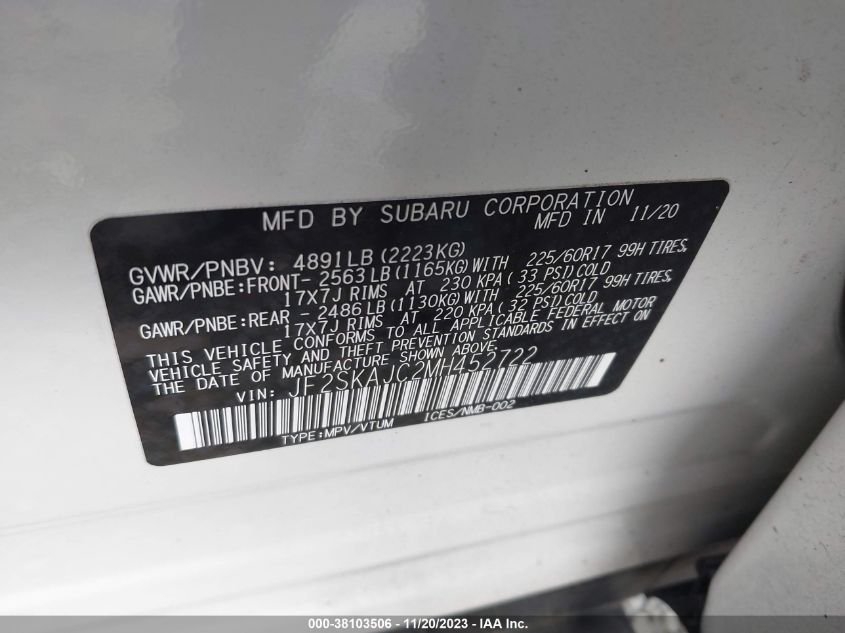 MFD BY SUBARU CORPORATION
MFD IN 11/20
GVWR/PNBV: 4891LB(2223KG)
GAWR/PNBE:FRONT- 2563LB(1165KG)WITH 225/60R17 99H TIRES,
17X7J RIMS AT 230 KPA(33 PSI)COLD
GAWR/PNBE:REAR - 2486LB(1130KG)WITH 225/60R17 99H TIRES,
17X7J RIMS AT 220 KPA(32 PSI)COLD
THIS VEHICLE CONFORMS TO ALL APPLICABLE FEDERAL MOTOR
VEHICLE SAFETY AND THEFT PREVENTION STANDARDS IN EFFECT ON
THE DATE OF MANUFACTURE SHOWN ABOVE.
VIN: JF2SKAJC2MH452722
TYPE:MPV/VTUM ICES/NMB-002
000-38103506 - 11/20/2023 - IAA Inc.